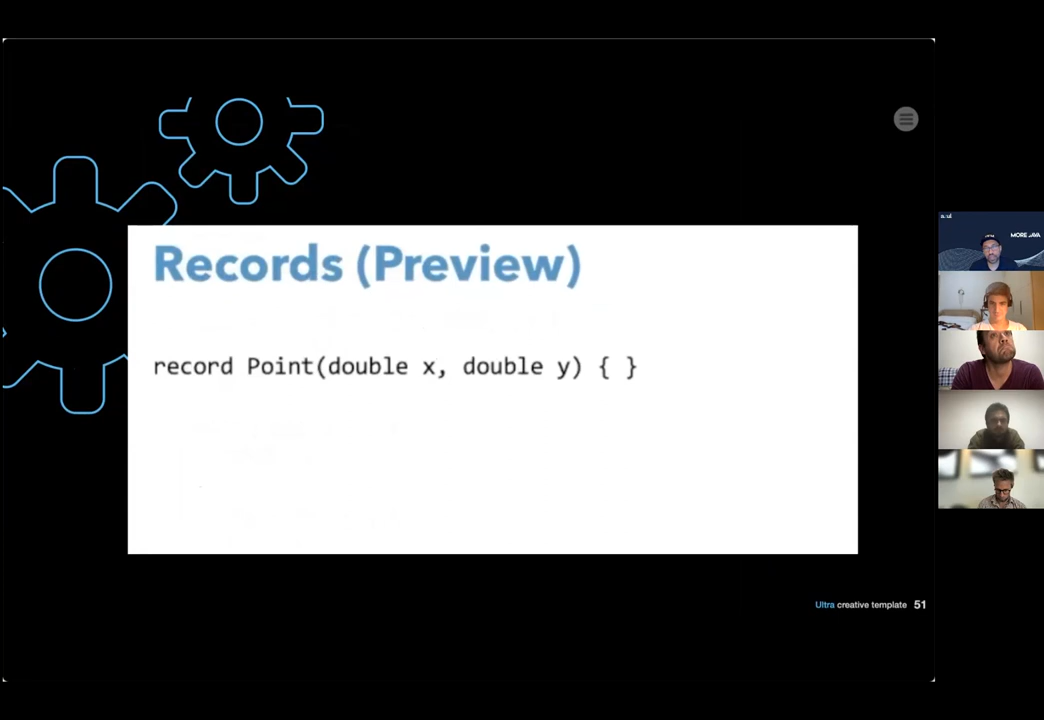 Records (Preview)
record Point(double x, double y) { }
Ultra creative template 51
MORE JAVA